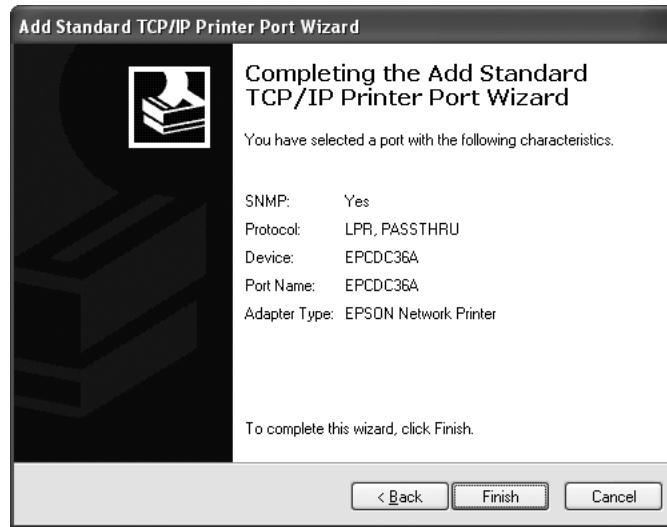 Add Standard TCP/IP Printer Port Wizard
Completing the Add Standard
TCP/IP Printer Port Wizard
You have selected a port with the following characteristics.
SNMP: Yes
Protocol: LPR, PASSTHRU
Device: EPCDC36A
Port Name: EPCDC36A
Adapter Type: EPSON Network Printer
To complete this wizard, click Finish.
< Back Finish Cancel